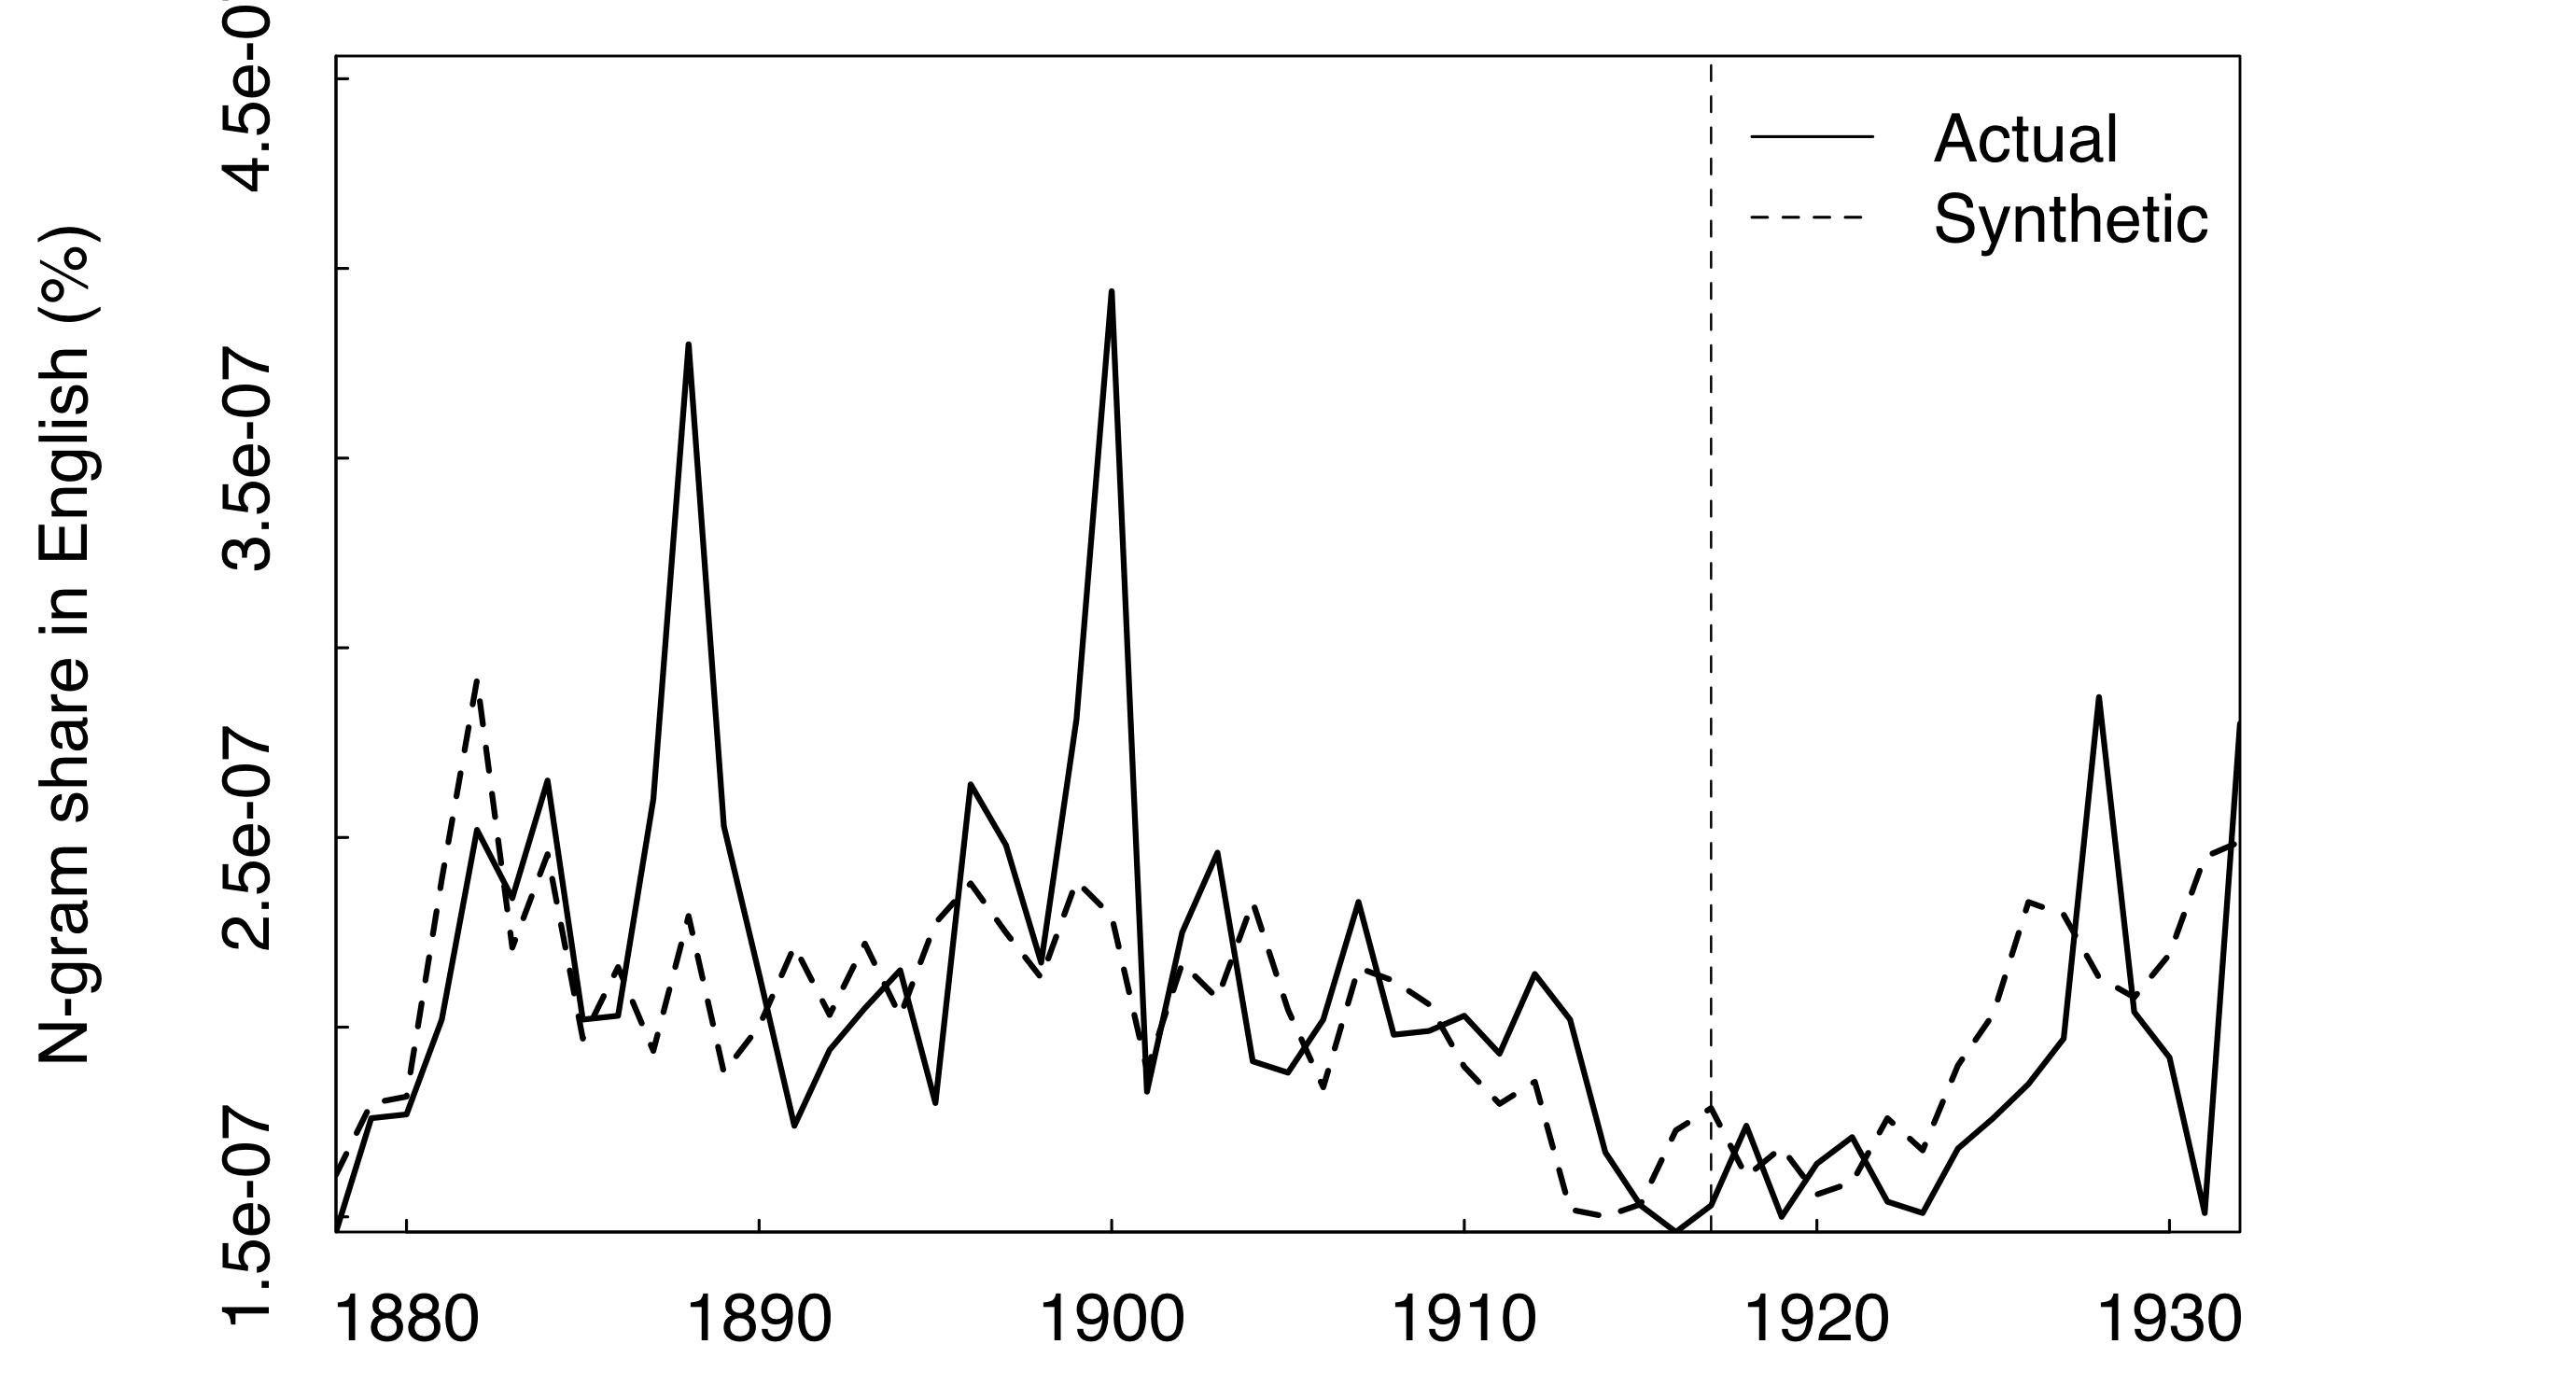 N-gram share in English (%)
4.5e-0
3.5e-07
2.5e-07
1.5e-07
Actual
Synthetic
1880 1890 1900 1910 1920 1930